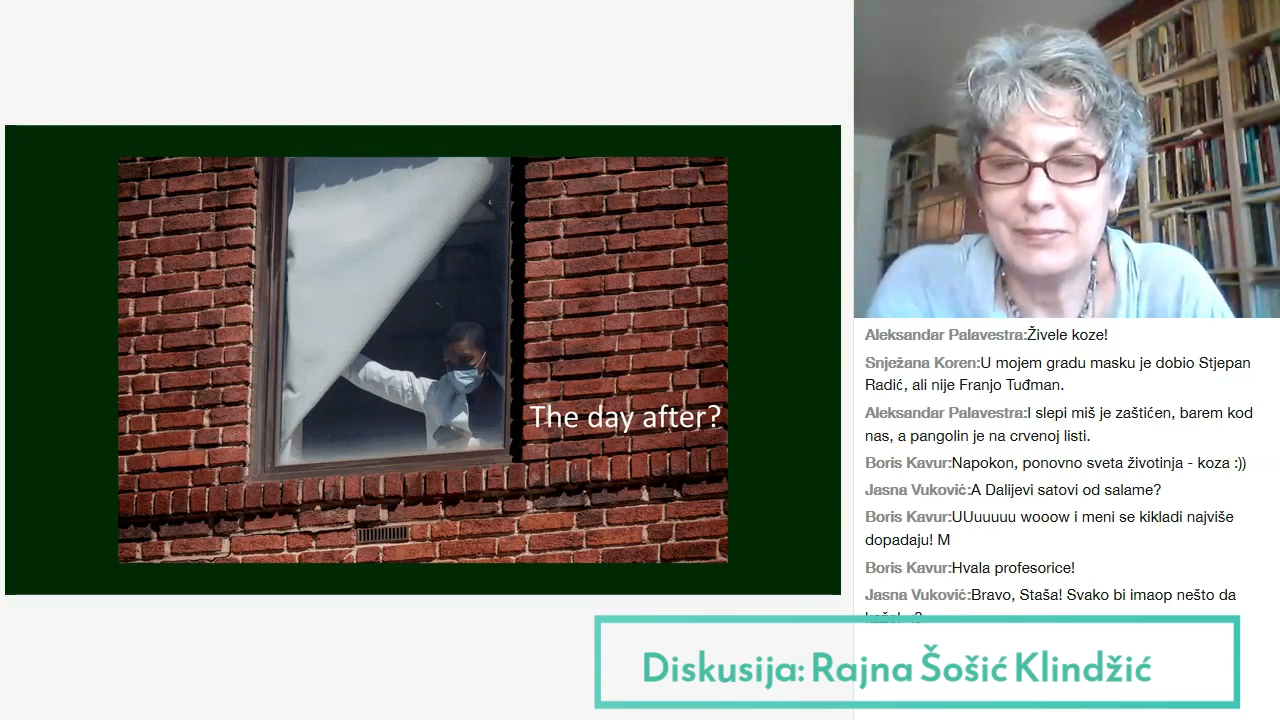 The day after?
Aleksandar Palavestra:Živele koze!
Snježana Koren:U mojem gradu masku je dobio Stjepan
Radić, ali nije Franjo Tuđman.
Aleksandar Palavestra:I slepi miš je zaštićen, barem kod
nas, a pangolin je na crvenoj listi.
Boris Kavur:Napokon, ponovno sveta životinja - koza :))
Jasna Vuković:A Dalijevi satovi od salame?
Boris Kavur:UUuuuuu wooow i meni se kikladi najviše
dopadaju! M
Boris Kavur:Hvala profesorice!
Jasna Vuković:Bravo, Staša! Svako bi imaop nešto da
Diskusija: Rajna Šošić Klindžić